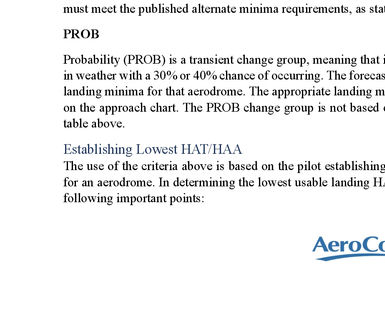 must meet the published alternate minima requirements, as sta
PROB
Probability (PROB) is a transient change group, meaning that i
in weather with a 30% or 40% chance of occurring. The forecas
landing minima for that aerodrome. The appropriate landing m
on the approach chart. The PROB change group is not based
table above.
Establishing Lowest HAT/HAA
The use of the criteria above is based on the pilot establishing
for an aerodrome. In determining the lowest usable landing HA
following important points:
AeroCo